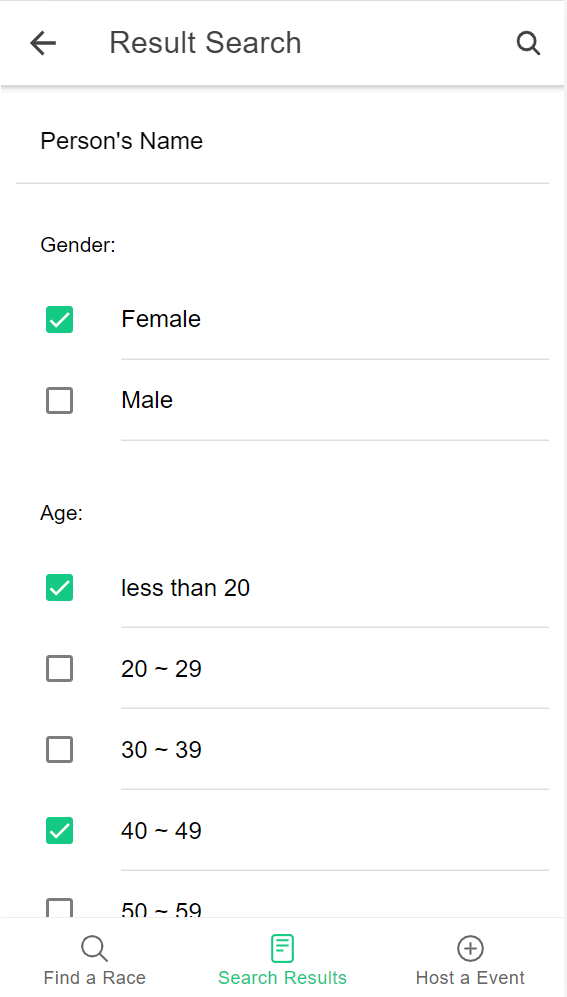 Result Search
Person's Name
Gender:
Female
Male
Age:
less than 20
20 ~ 29
30 ~ 39
40 ~ 49
50 ~ 59
Find a Race
Search Results
Host a Event